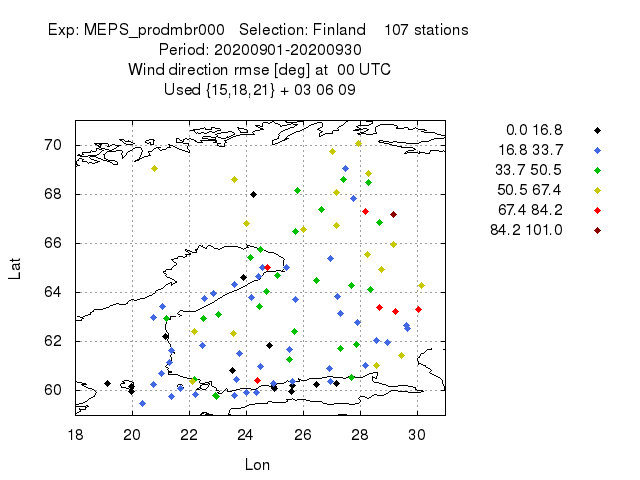 Exp: MEPS_prodmbr000 Selection: Finland 107 stations
Period: 20200901-20200930
Wind direction rmse [deg] at 00 UTC
Used {15,18,21} + 03 06 09
0.0 16.8
16.8 33.7
33.7 50.5
50.5 67.4
67.4 84.2
84.2 101.0
70
68
66
64
62
60
Lat
18 20 22 24 26 28 30
Lon